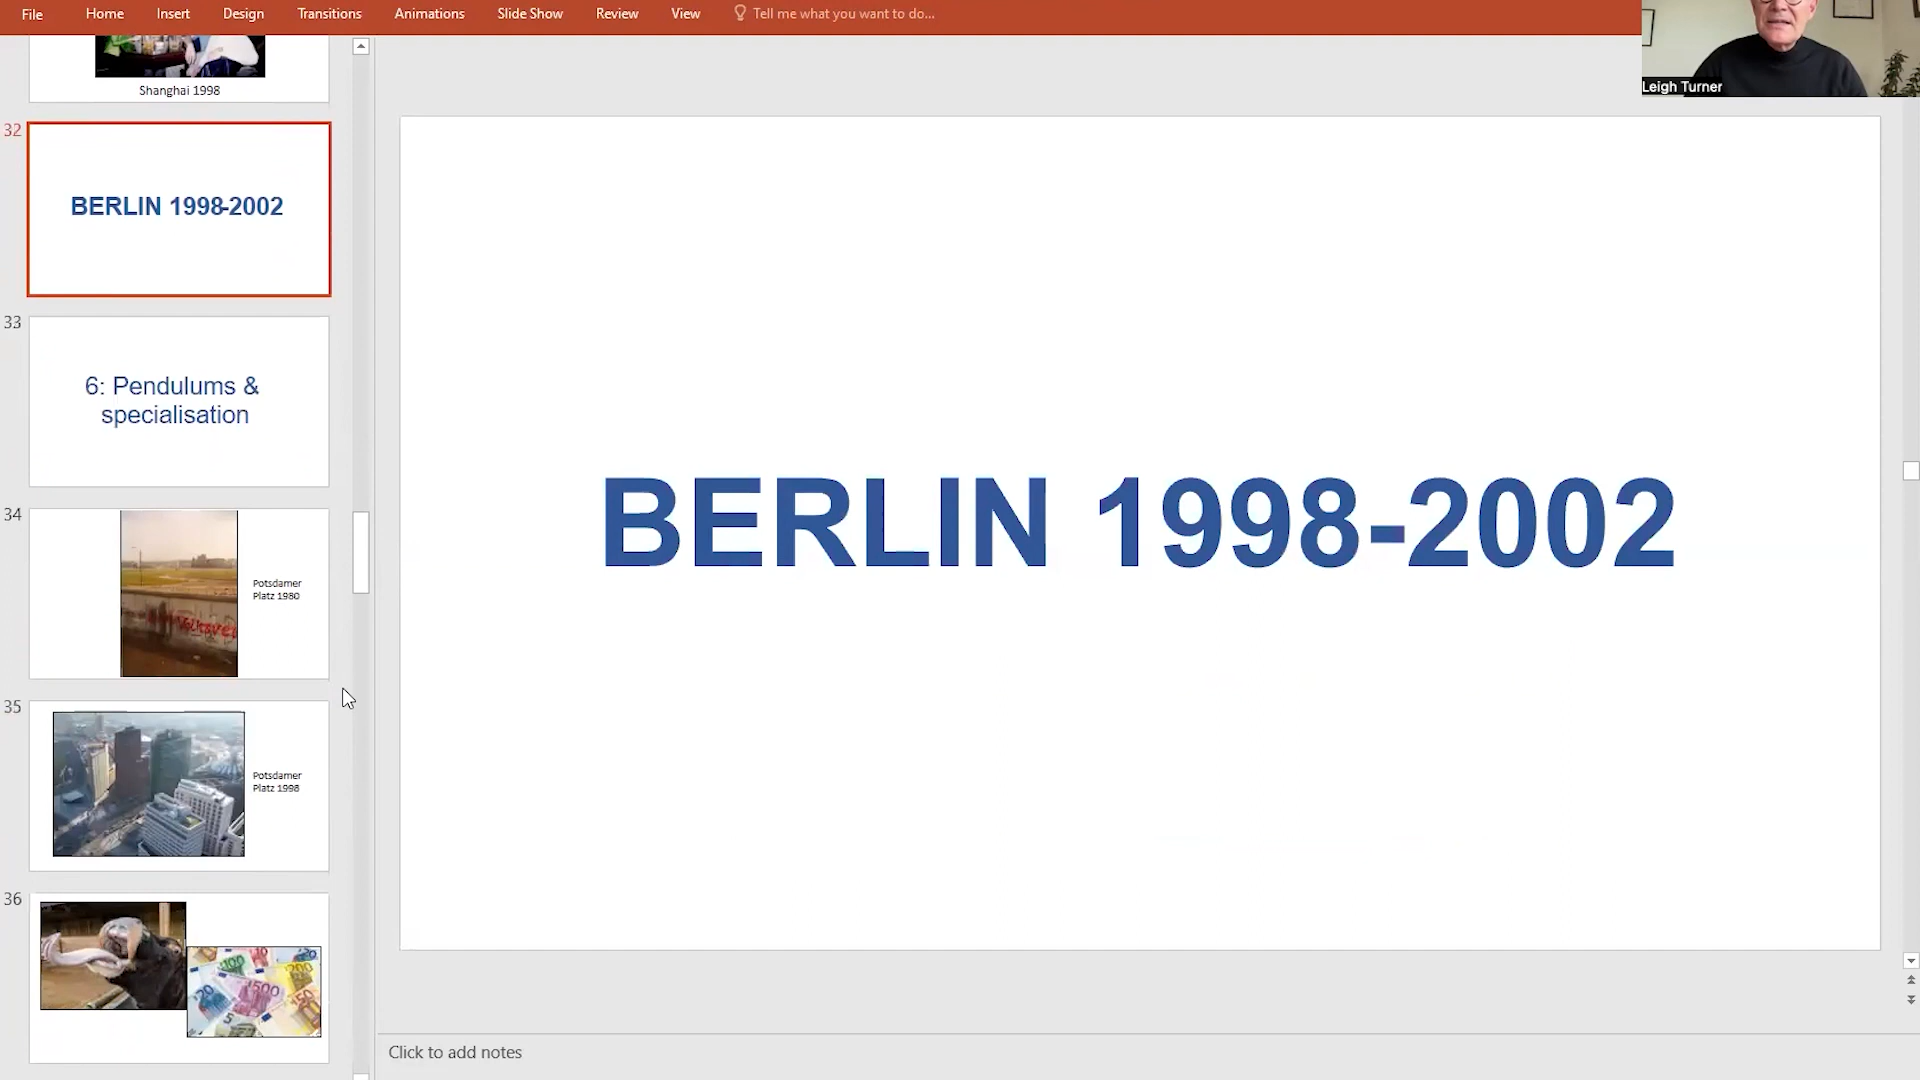 File Home Insert Design Transitions Animations Slide Show Review View Tell me what you want to do...
Leigh Turner
Shanghai 1998
32
BERLIN 1998-2002
33
6: Pendulums &
specialisation
34
Potsdamer
Platz 1980
35
Potsdamer
Platz 1998
36
BERLIN 1998-2002
Click to add notes